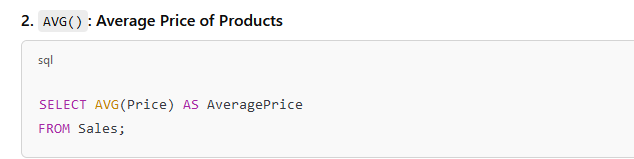 2. AVG() : Average Price of Products
sql
SELECT AVG(Price) AS AveragePrice
FROM Sales;